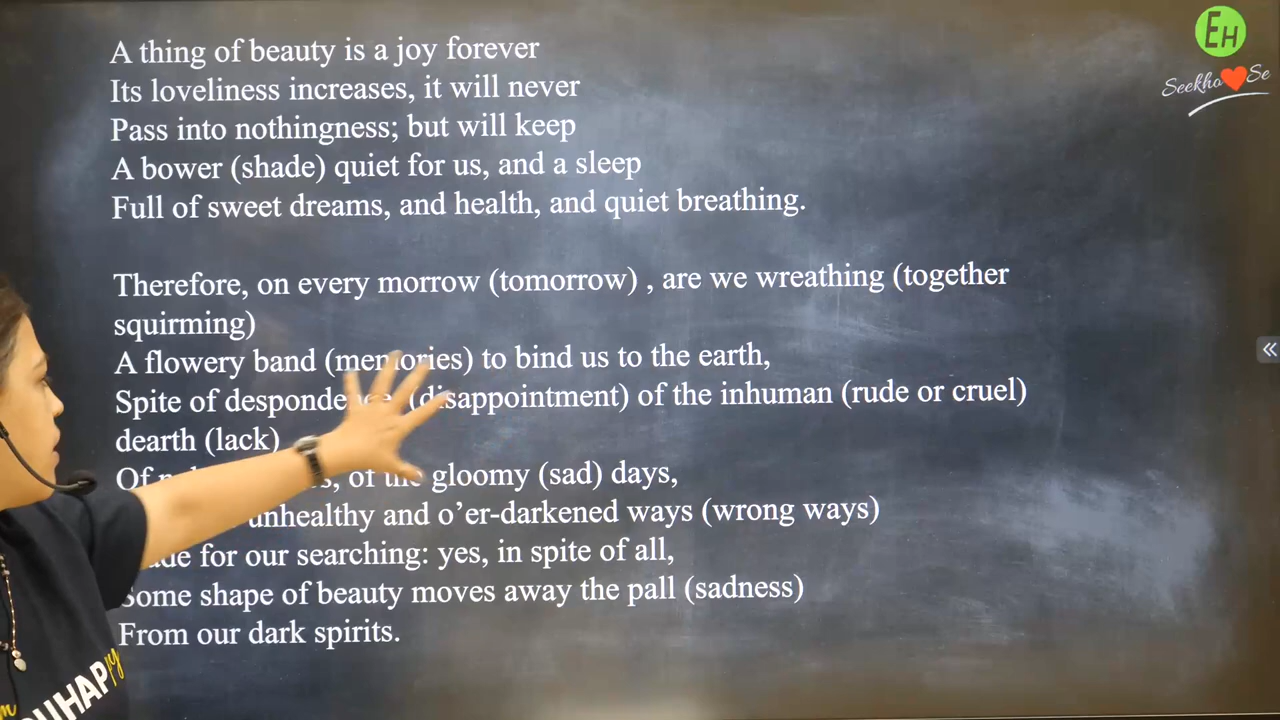 A thing of beauty is a joy forever
Its loveliness increases, it will never
Pass into nothingness; but will keep
A bower (shade) quiet for us, and a sleep
Full of sweet dreams, and health, and quiet breathing.
Therefore, on every morrow (tomorrow) , are we wreathing (together
squirming)
A flowery band (memories) to bind us to the earth,
Spite of (disappointment) of the inhuman (rude or cruel)
dearth (lack)
Of of the gloomy (sad) days,
unhealthy and o’er-darkened ways (wrong ways)
for our searching: yes, in spite of all,
Some shape of beauty moves away the pall (sadness)
From our dark spirits.
EH
Seekho ❤️ Se